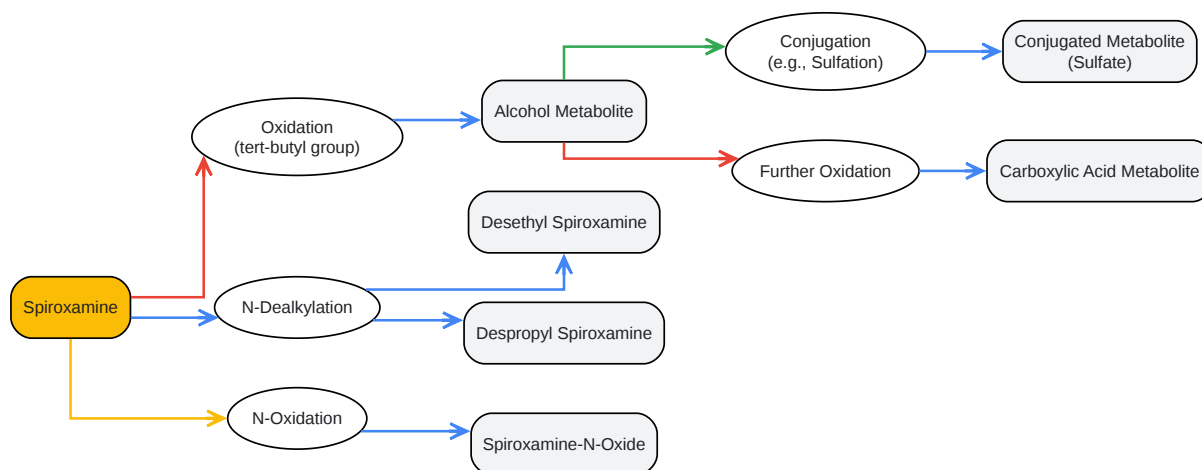 Conjugation
(e.g., Sulfation)
Conjugated Metabolite
(Sulfate)
Oxidation
(tert-butyl group)
Alcohol Metabolite
Further Oxidation
Carboxylic Acid Metabolite
Desethyl Spiroxamine
Spiroxamine
N-Dealkylation
Despropyl Spiroxamine
N-Oxidation
Spiroxamine-N-Oxide